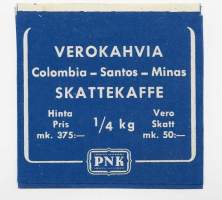 VEROKAHVIA
Colombia – Santos – Minas
SKATTEKAFFE
Hinta
Pris
mk. 375:—
1/4 kg
Vero
Skatt
mk. 50:—
PNK